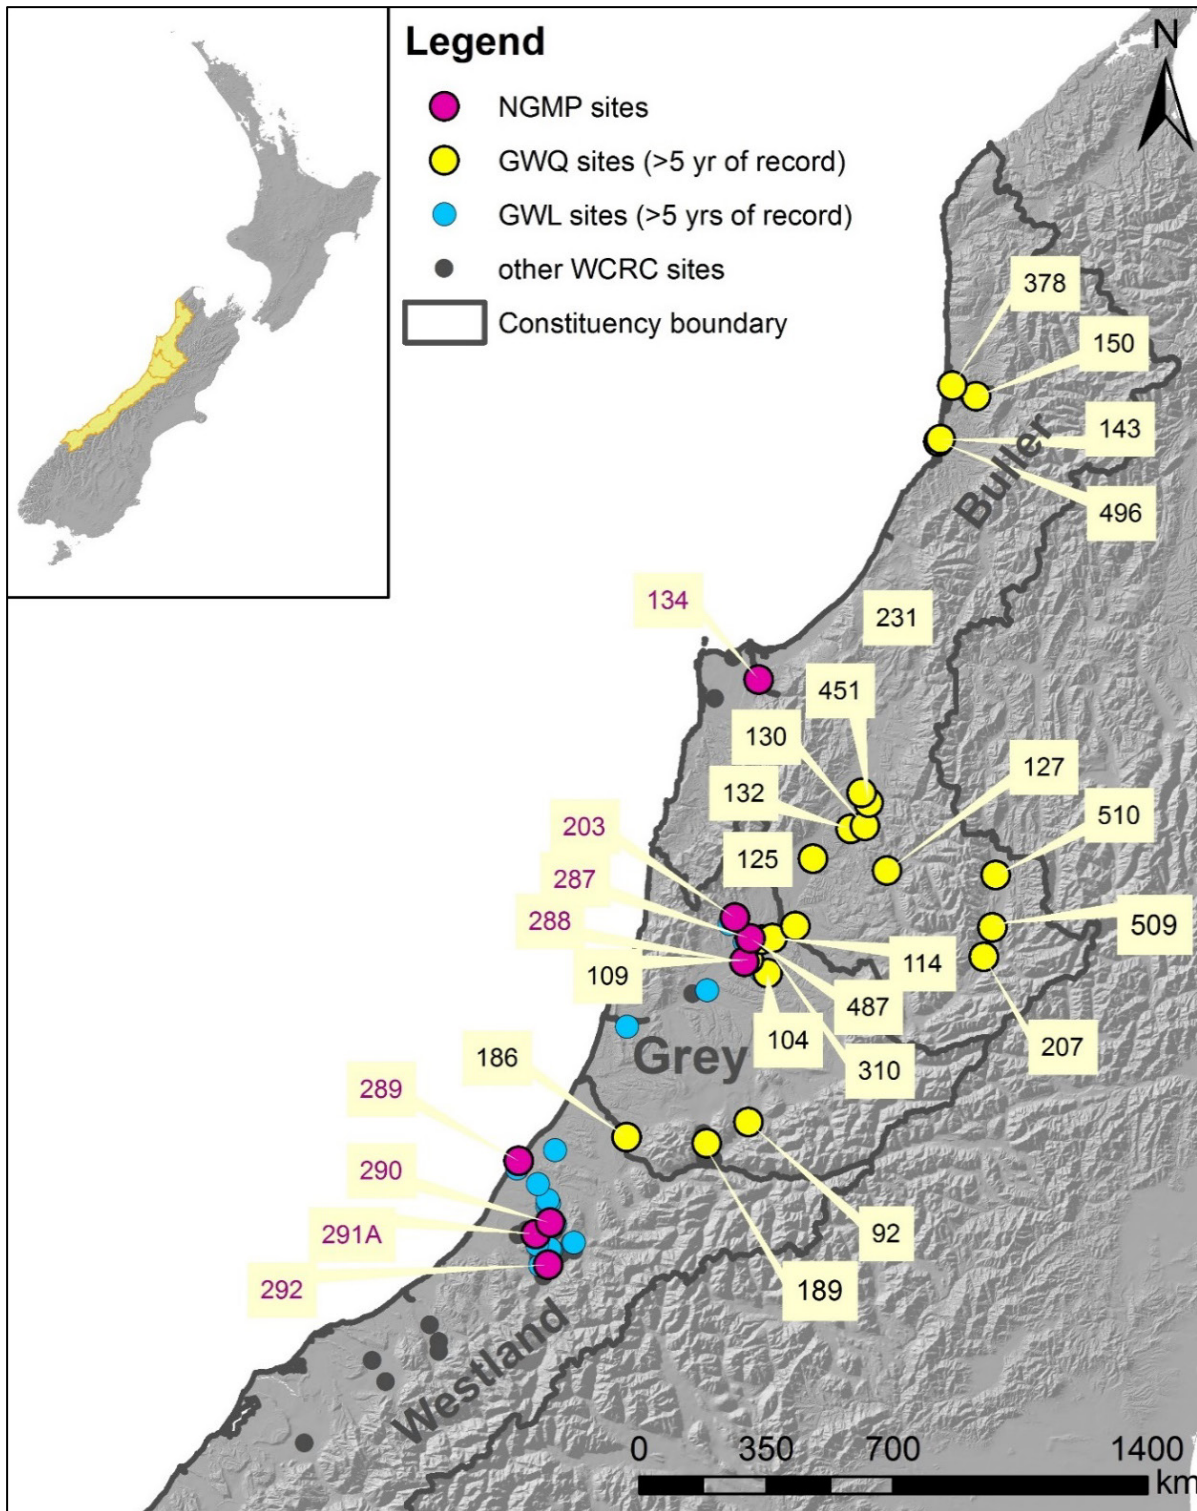 Legend
N
NGMP sites
GWQ sites (>5 yr of record)
GWL sites (>5 yrs of record)
other WCRC sites
Constituency boundary
378
150
143
Buller
496
134
231
451
130
127
132
510
203
125
287
288
509
114
109
487
104
207
Grey
186
310
289
290
291A
92
292
189
Westland
0 350 700 1400
km